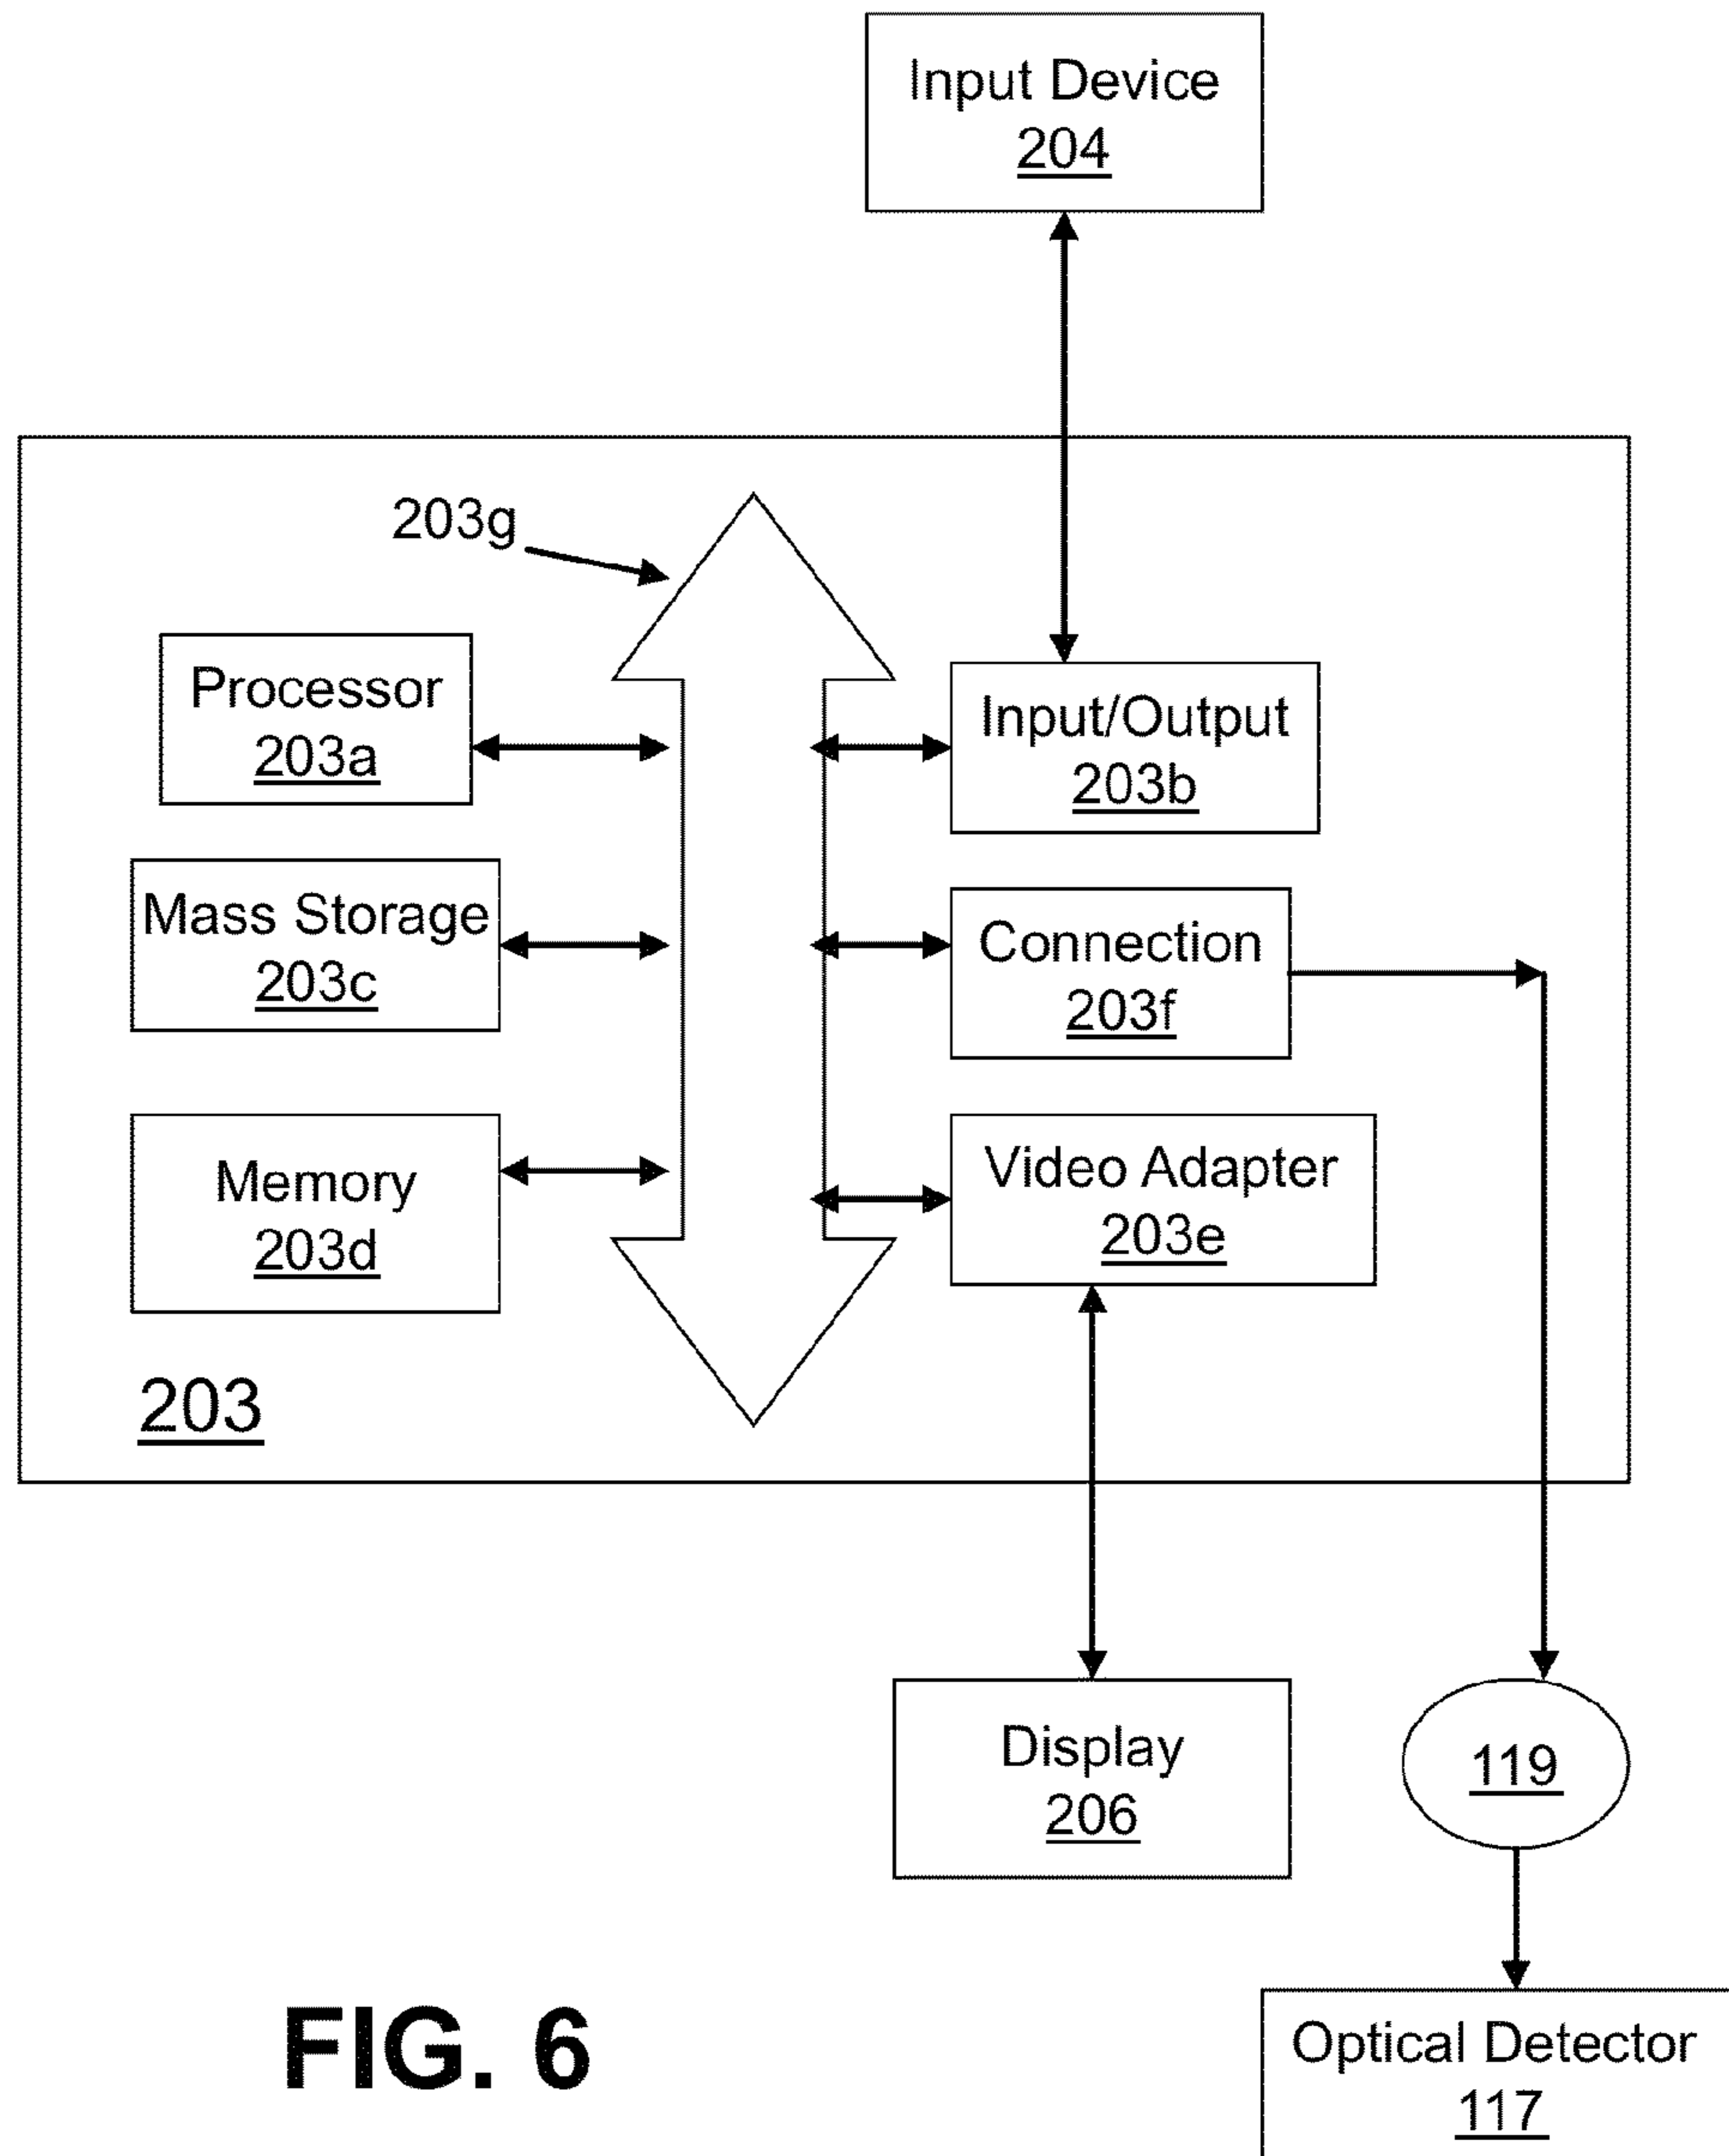 Input Device
204
203g
Processor
203a
Input/Output
203b
Mass Storage
203c
Connection
203f
Memory
203d
Video Adapter
203e
203
Display
206
119
FIG. 6
Optical Detector
117